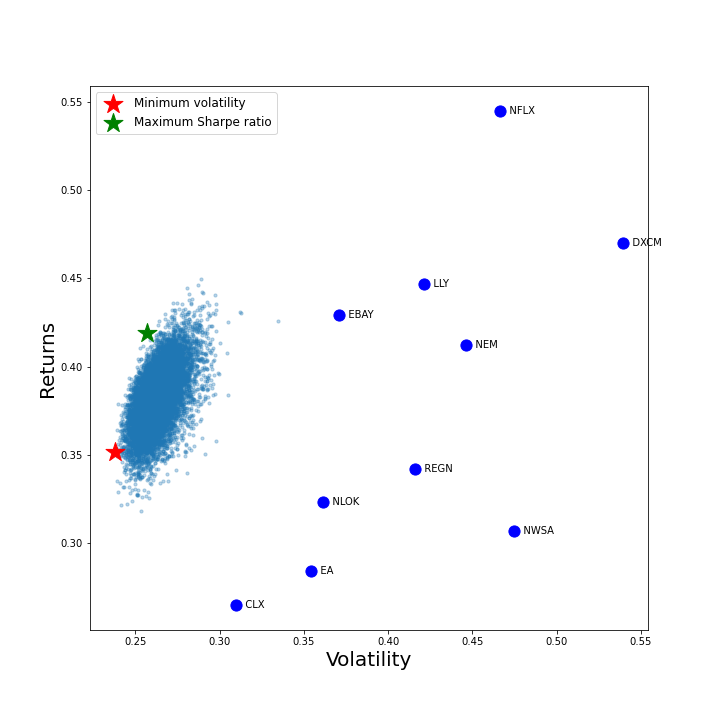 Minimum volatility
Maximum Sharpe ratio
NFLX
DXCM
LLY
EBAY
NEM
REGN
NLOK
NWSA
EA
CLX
0.55
0.50
0.45
0.40
0.35
0.30
Returns
0.25
0.30
0.35
0.40
0.45
0.50
0.55
Volatility